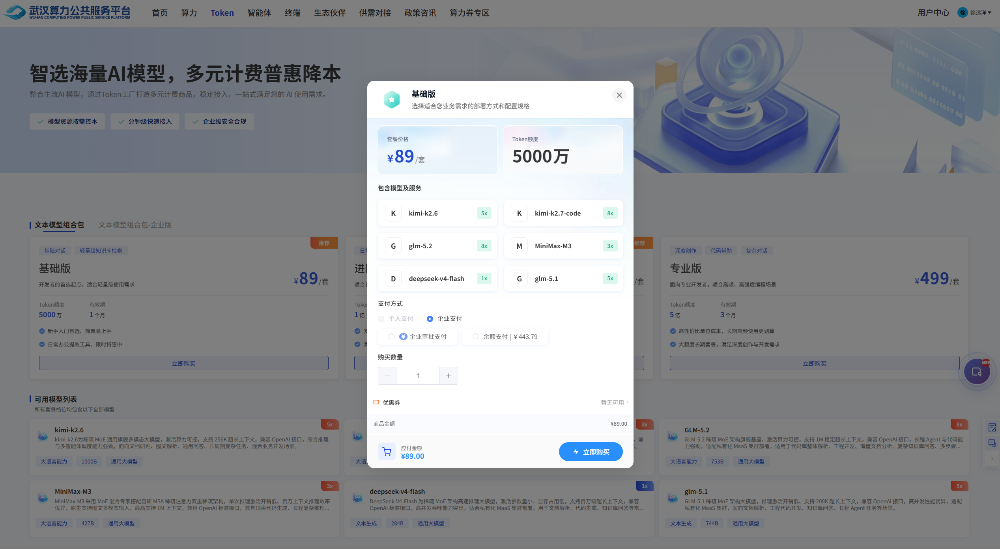 武汉算力公共服务平台
WUHAN COMPUTING POWER PUBLIC SERVICE PLATFORM
首页 算力 Token 智能体 终端 生态伙伴 供需对接 政策咨讯 算力券专区
用户中心 徐 徐远洋
智选海量AI模型，多元计费普惠降本
整合主流AI 模型，通过Token工厂打造多元计费商品，稳定接入，一站式满足您的 AI 使用需求。
模型资源按需控本 分钟级快速接入 企业级安全合规
文本模型组合包 文本模型组合包-企业版
推荐
基础对话 轻量级知识库检索
基础版
开发者的首选起点，适合轻量级使用需求
¥89/套
Token额度 有效期
5000万 1个月
新手入门首选、简单易上手
日常办公提效工具、限时特惠中
立即购买
推荐
/套
1亿
深度创作 代码辅助 复杂对话
专业版
面向专业开发者，适合高频、高强度编程场景
¥499/套
Token额度 有效期
5亿 3个月
高性价比单位成本，长期高频使用更划算
大额度长期套餐，满足深度创作与开发需求
立即购买
NEW
基础版
选择适合您业务需求的部署方式和配置规格
套餐价格
¥89/套
Token额度
5000万
包含模型及服务
K kimi-k2.6 5x
K kimi-k2.7-code 8x
G glm-5.2 8x
M MiniMax-M3 3x
D deepseek-v4-flash 1x
G glm-5.1 5x
支付方式
个人支付 企业支付
¥ 企业审批支付 余额支付 | ￥443.79
购买数量
− 1 +
优惠券 暂无可用
商品金额 ¥89.00
应付金额
¥89.00
立即购买
可用模型列表
所有套餐档位均包含以下全部模型
kimi-k2.6 5x
kimi-k2.6为稀疏 MoE 通用旗舰多模态大模型，激活算力可控，支持 256K 超长上下文，兼容 OpenAI 接口，综合推理
与多智能体调度能力强劲，面向文档研判、图文解析、通用问答、长周期复杂任务、混合业务开发场景。
大语言能力 1000B 通用大模型
8x
，兼
GLM-5.2 8x
GLM-5.2 稀疏 MoE 架构旗舰基座，激活算力可控，支持 1M 稳定超长上下文，兼容 OpenAI 接口，长程 Agent 与代码能
力强劲，适配私有化 MaaS 集群部署，适用于代码库整体解析、工程开发、海量文档分析、复杂知识库问答、多步骤...
大语言能力 753B 通用大模型
MiniMax-M3 3x
MiniMax-M3 采用 MoE 混合专家搭配自研 MSA 稀疏注意力双重稀疏架构，单次推理激活开销低、百万上下文推理效率
优异，原生支持图文多模态输入，最高支持 1M 上下文，兼容 OpenAI 标准接口，兼具顶尖代码生成、长程复杂推理...
大语言能力 427B 通用大模型
deepseek-v4-flash 1x
DeepSeek-V4-Flash 为稀疏 MoE 架构高速推理大模型，激活参数量小、显存占用低，支持百万级超长上下文，兼容
OpenAI 标准接口，高并发吞吐能力突出，适合私有化 MaaS 集群部署，用于文档解析、代码生成、知识库问答等常...
文本生成 284B 通用大模型
glm-5.1 5x
GLM-5.1 稀疏 MoE 架构大模型，推理激活开销低、支持 200K 超长上下文，兼容 OpenAI 接口，高并发性能优异，适配
私有化 MaaS 集群，面向文档解析、工程代码开发、知识库问答、长程 Agent 任务等场景。
文本生成 744B 通用大模型